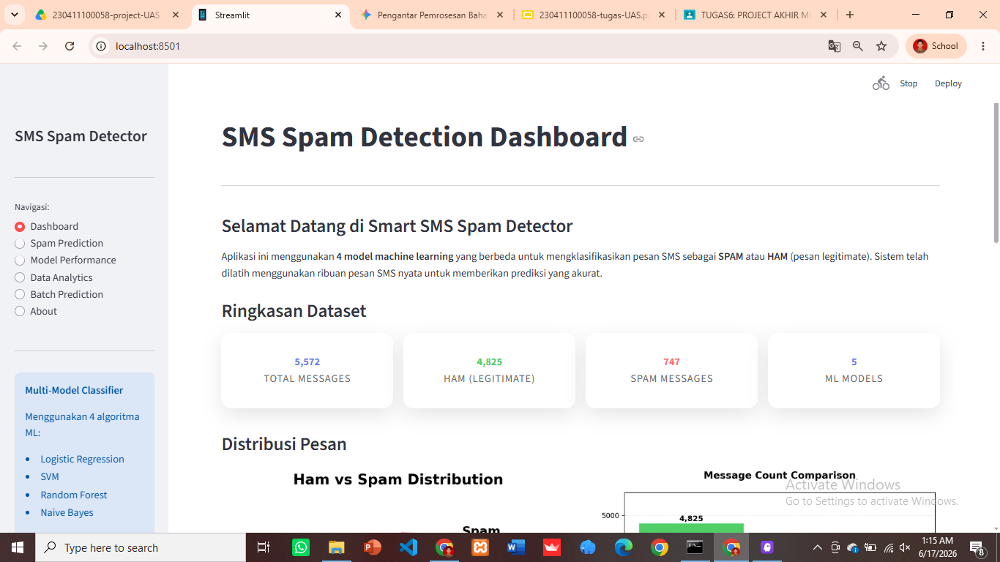 230411100058-project-UAS
Streamlit
Pengantar Pemrosesan Baha
230411100058-tugas-UAS.p
TUGAS6: PROJECT AKHIR ME
localhost:8501
School
Stop
Deploy
SMS Spam Detector
Navigasi:
Dashboard
Spam Prediction
Model Performance
Data Analytics
Batch Prediction
About
Multi-Model Classifier
Menggunakan 4 algoritma
ML:
• Logistic Regression
• SVM
• Random Forest
• Naive Bayes
SMS Spam Detection Dashboard
Selamat Datang di Smart SMS Spam Detector
Aplikasi ini menggunakan 4 model machine learning yang berbeda untuk mengklasifikasikan pesan SMS sebagai SPAM atau HAM (pesan legitimate). Sistem telah
dilatih menggunakan ribuan pesan SMS nyata untuk memberikan prediksi yang akurat.
Ringkasan Dataset
5,572
TOTAL MESSAGES
4,825
HAM (LEGITIMATE)
747
SPAM MESSAGES
5
ML MODELS
Distribusi Pesan
Ham vs Spam Distribution
Spam
Message Count Comparison
5000
4,825
Activate Windows
Go to Settings to activate Windows.
Type here to search
1:15 AM
6/17/2026
8